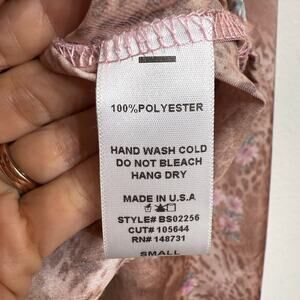 100%POLYESTER
HAND WASH COLD
DO NOT BLEACH
HANG DRY
MADE IN U.S.A
STYLE# BS02256
CUT# 105644
RN# 148731
SMALL